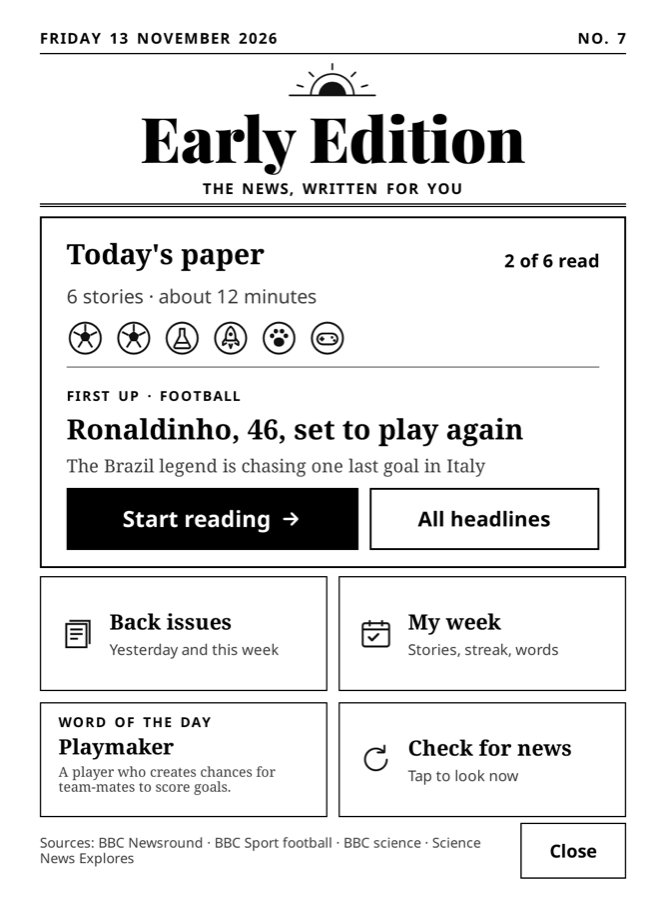 FRIDAY 13 NOVEMBER 2026
NO. 7
Early Edition
THE NEWS, WRITTEN FOR YOU
Today's paper
2 of 6 read
6 stories · about 12 minutes
FIRST UP · FOOTBALL
Ronaldinho, 46, set to play again
The Brazil legend is chasing one last goal in Italy
Start reading →
All headlines
Back issues
Yesterday and this week
My week
Stories, streak, words
WORD OF THE DAY
Playmaker
A player who creates chances for
team-mates to score goals.
Check for news
Tap to look now
Sources: BBC Newsround · BBC Sport football · BBC science · Science
News Explores
Close